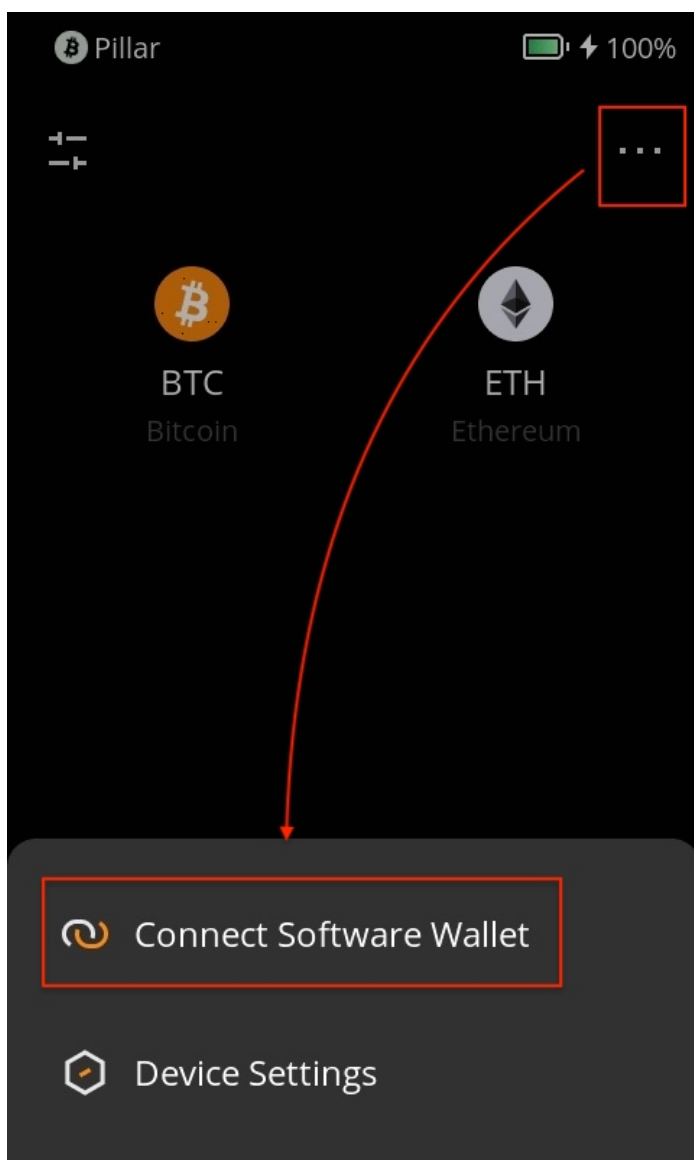 Pillar 100%
...
BTC ETH
Bitcoin Ethereum
Connect Software Wallet
Device Settings